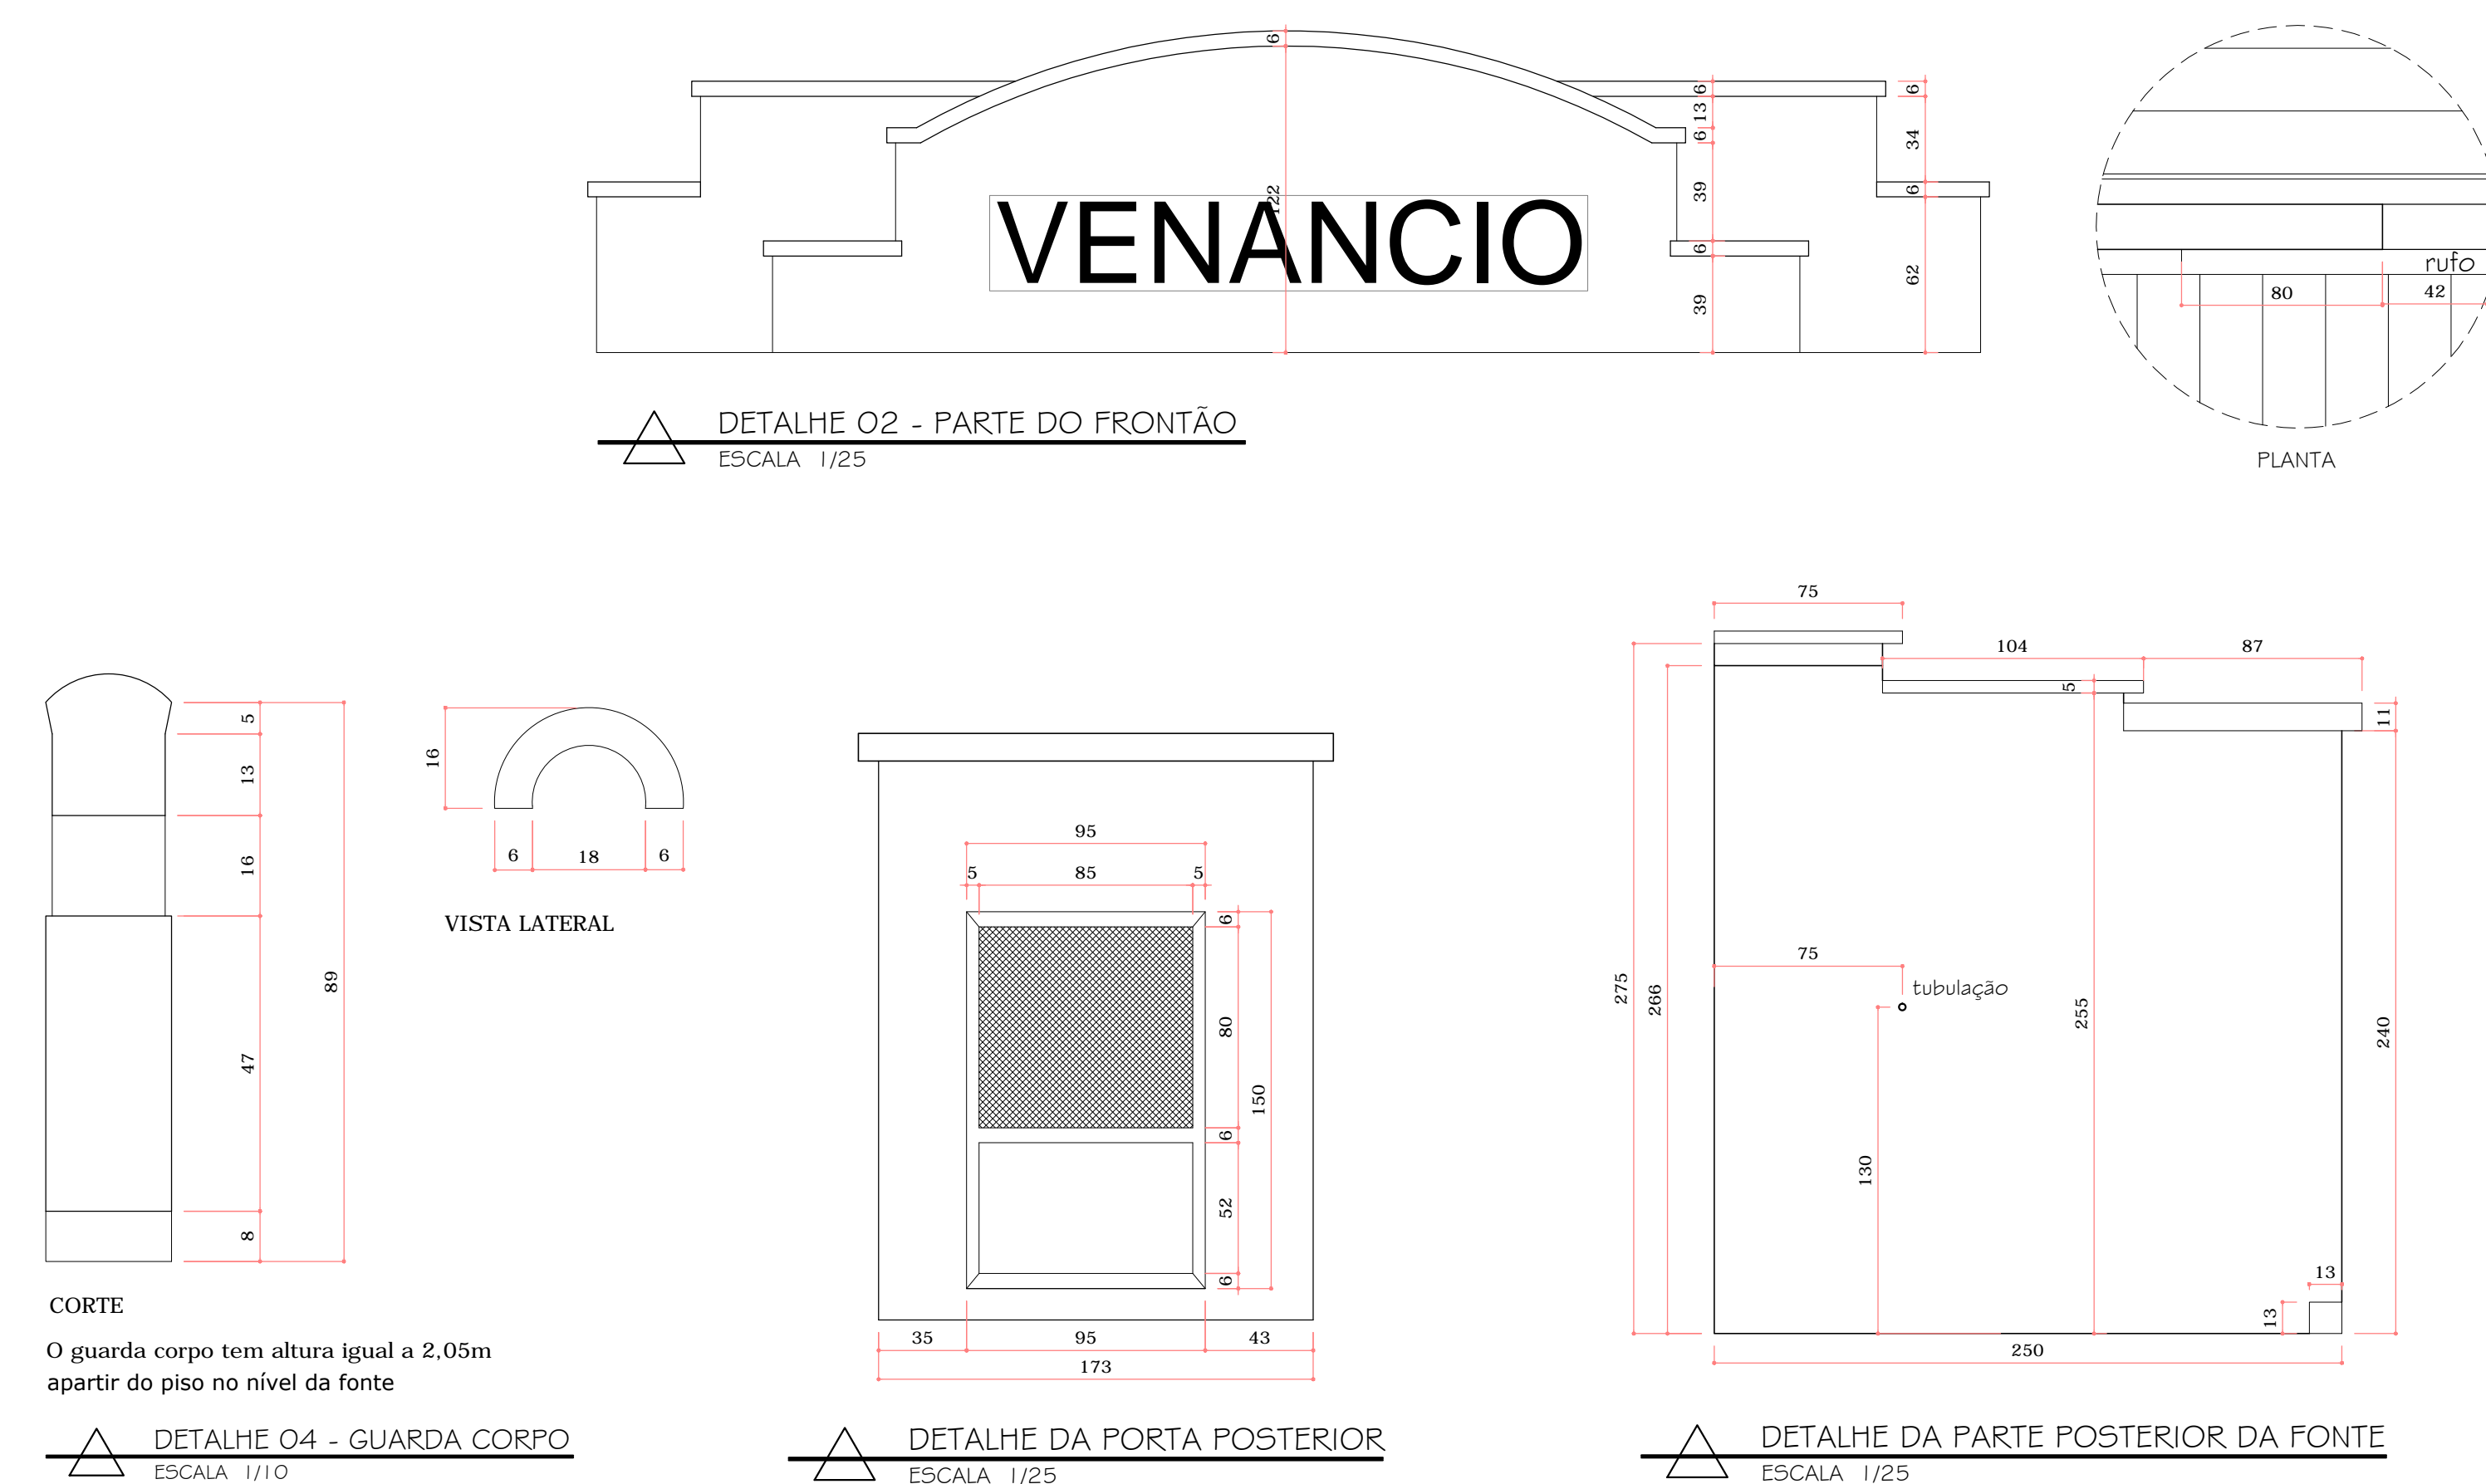 6
122
VENANCIO
6
13
6
39
6
39
6
34
6
62
DETALHE 02 - PARTE DO FRONTÃO
ESCALA 1/25
rufo
80
42
PLANTA
5
13
16
47
8
89
CORTE
O guarda corpo tem altura igual a 2,05m
apartir do piso no nível da fonte
16
6 18 6
VISTA LATERAL
DETALHE 04 - GUARDA CORPO
ESCALA 1/10
95
5 85 5
6
80
6
52
6
150
35 95 43
173
DETALHE DA PORTA POSTERIOR
ESCALA 1/25
75
104 87
5
11
75
tubulação
275
266
130
255
240
13
13
250
DETALHE DA PARTE POSTERIOR DA FONTE
ESCALA 1/25